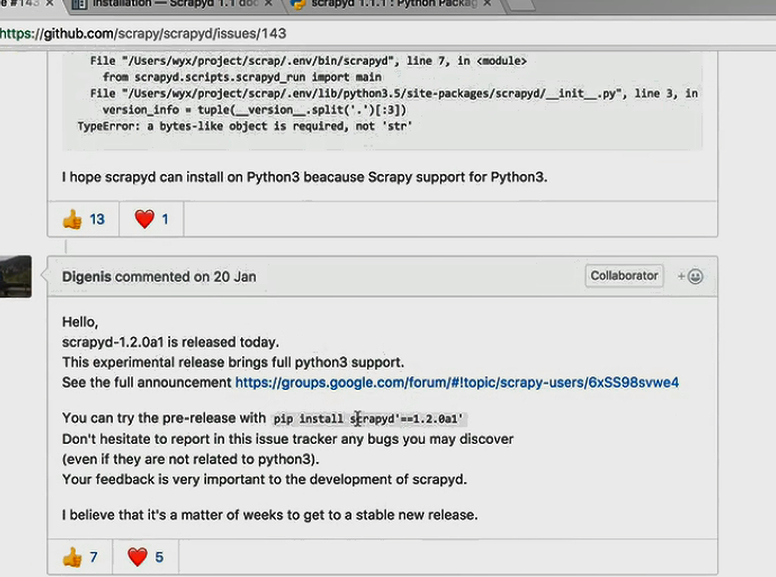 Installation — Scrapyd 1.1 doc
scrapyd 1.1.1 : Python Packag
https://github.com/scrapy/scrapyd/issues/143
File "/Users/wyx/project/scrap/.env/bin/scrapyd", line 7, in <module>
from scrapyd.scripts.scrapyd_run import main
File "/Users/wyx/project/scrap/.env/lib/python3.5/site-packages/scrapyd/__init__.py", line 3, in
version_info = tuple(__version__.split('.')[:3])
TypeError: a bytes-like object is required, not 'str'
I hope scrapyd can install on Python3 beacause Scrapy support for Python3.
13
1
Digenis commented on 20 Jan
Collaborator
+
Hello,
scrapyd-1.2.0a1 is released today.
This experimental release brings full python3 support.
See the full announcement https://groups.google.com/forum/#!topic/scrapy-users/6xSS98svwe4
You can try the pre-release with pip install scrapyd'==1.2.0a1'
Don't hesitate to report in this issue tracker any bugs you may discover
(even if they are not related to python3).
Your feedback is very important to the development of scrapyd.
I believe that it's a matter of weeks to get to a stable new release.
7
5